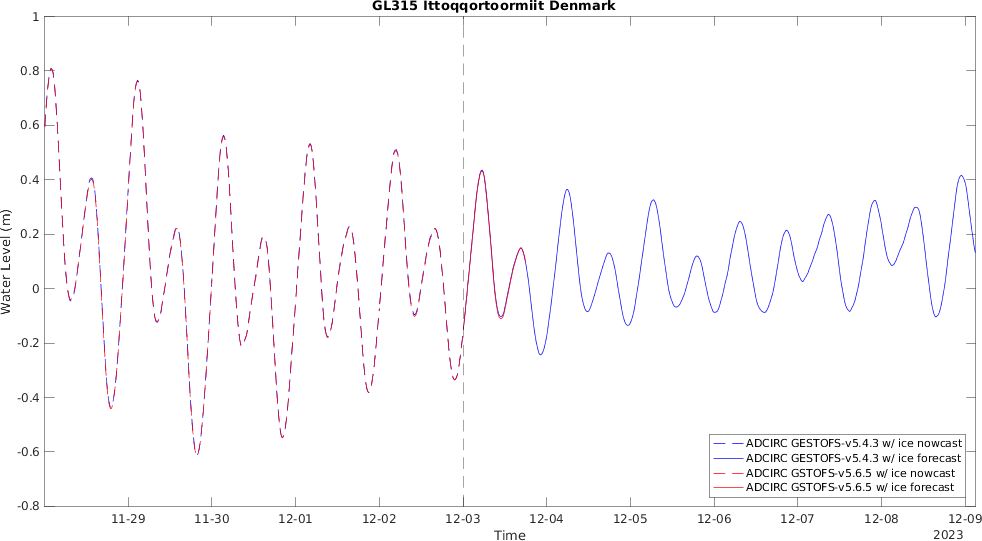 GL315 Ittoqqortoormiit Denmark
1
0.8
0.6
0.4
0.2
0
-0.2
-0.4
-0.6
-0.8
Water Level (m)
ADCIRC GESTOFS-v5.4.3 w/ ice nowcast
ADCIRC GESTOFS-v5.4.3 w/ ice forecast
ADCIRC GSTOFS-v5.6.5 w/ ice nowcast
ADCIRC GSTOFS-v5.6.5 w/ ice forecast
11-29 11-30 12-01 12-02 12-03 12-04 12-05 12-06 12-07 12-08 12-09
2023
Time